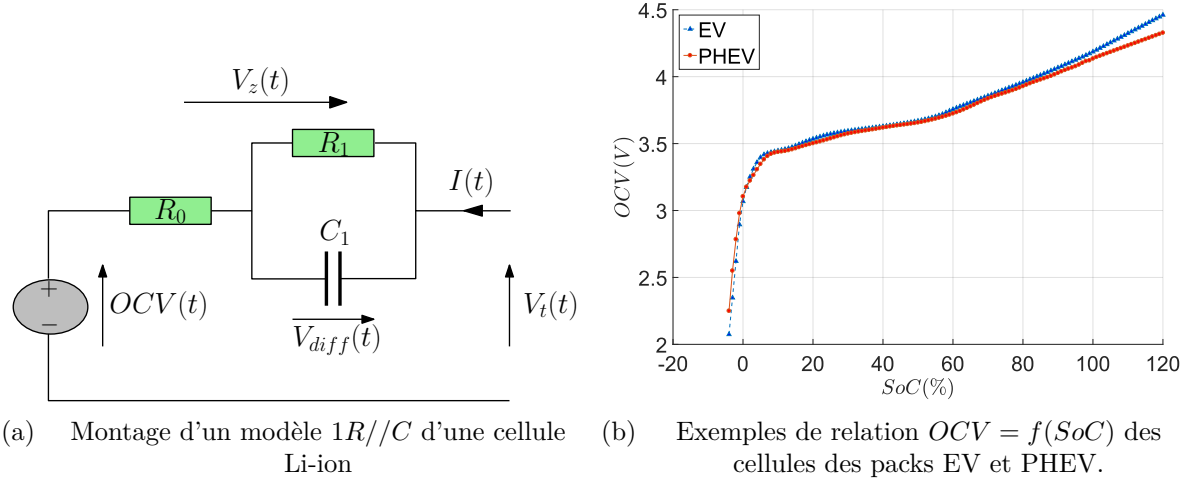 V_z(t)
R_1
I(t)
R_0
C_1
+
−
OCV(t)
V_t(t)
V_{diff}(t)
(a) Montage d'un modèle 1R//C d'une cellule
Li-ion
4.5
4
3.5
3
2.5
2
OCV(V)
EV
PHEV
-20 0 20 40 60 80 100 120
SoC(%)
(b) Exemples de relation OCV = f(SoC) des
cellules des packs EV et PHEV.